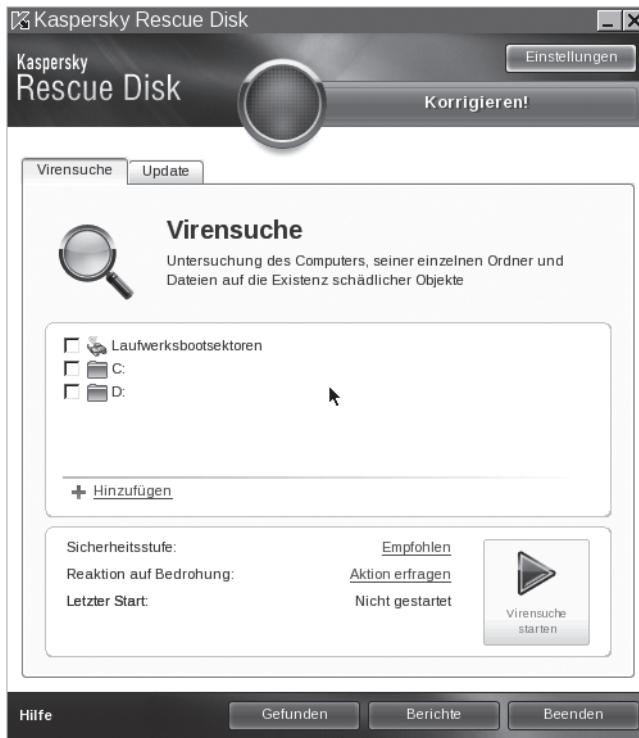 Kaspersky Rescue Disk
Kaspersky
Rescue Disk
Einstellungen
Korrigieren!
Virensuche
Update
Virensuche
Untersuchung des Computers, seiner einzelnen Ordner und
Dateien auf die Existenz schädlicher Objekte
Laufwerksbootsektoren
C:
D:
Hinzufügen
Sicherheitsstufe: Empfohlen
Reaktion auf Bedrohung: Aktion erfragen
Letzter Start: Nicht gestartet
Virensuche
starten
Hilfe Gefunden Berichte Beenden